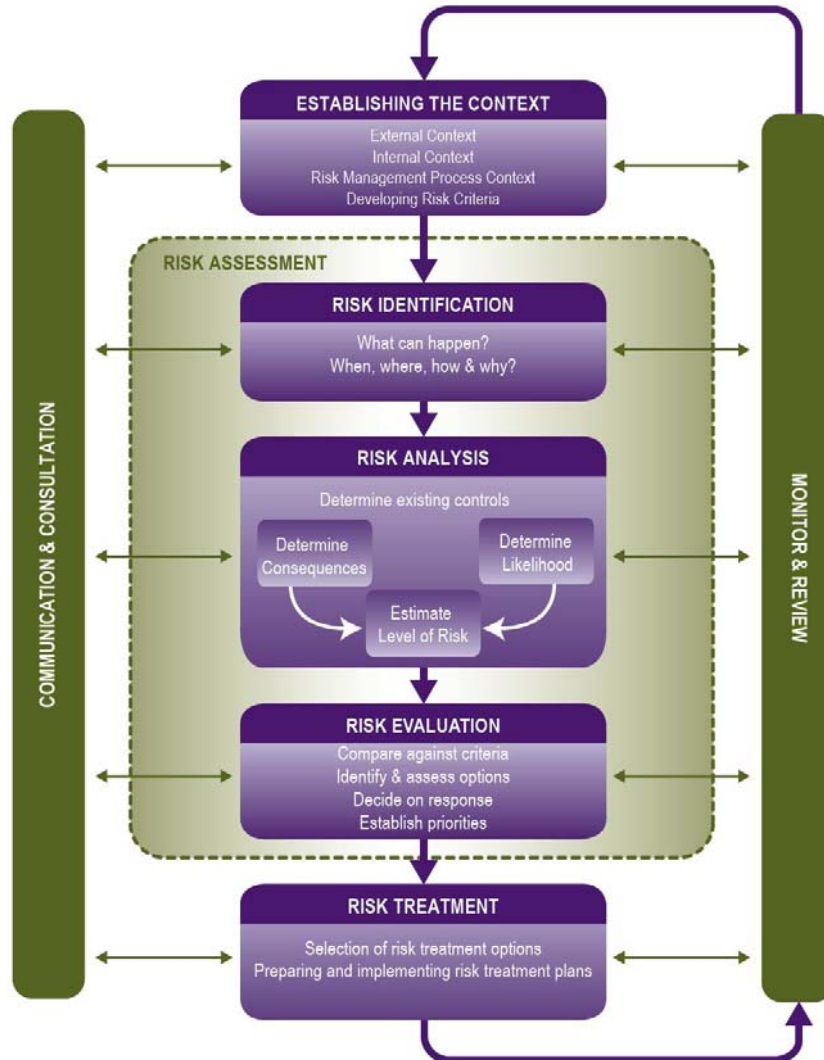 ESTABLISHING THE CONTEXT
External Context
Internal Context
Risk Management Process Context
Developing Risk Criteria
RISK ASSESSMENT
RISK IDENTIFICATION
What can happen?
When, where, how & why?
RISK ANALYSIS
Determine existing controls
Determine
Consequences
Determine
Likelihood
Estimate
Level of Risk
RISK EVALUATION
Compare against criteria
Identify & assess options
Decide on response
Establish priorities
RISK TREATMENT
Selection of risk treatment options
Preparing and implementing risk treatment plans
COMMUNICATION & CONSULTATION
MONITOR & REVIEW